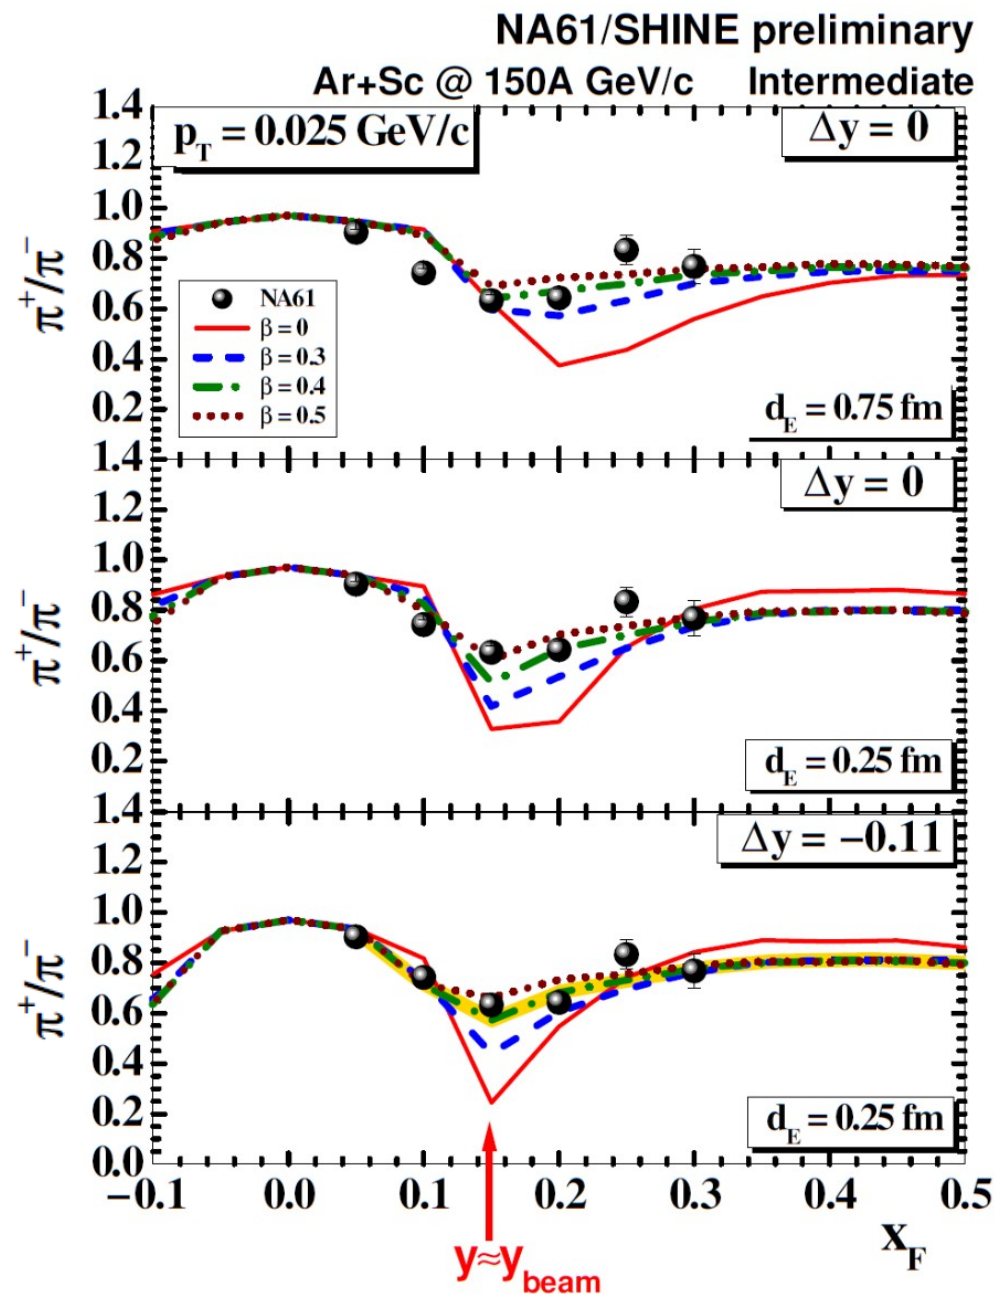 NA61/SHINE preliminary
Ar+Sc @ 150A GeV/c Intermediate
p_T = 0.025 GeV/c
Δy = 0
1.4
1.2
1.0
0.8
0.6
0.4
0.2
π⁺/π⁻
NA61
β = 0
β = 0.3
β = 0.4
β = 0.5
d_E = 0.75 fm
1.4
1.2
1.0
0.8
0.6
0.4
0.2
π⁺/π⁻
Δy = 0
d_E = 0.25 fm
1.4
1.2
1.0
0.8
0.6
0.4
0.2
0.0
π⁺/π⁻
Δy = −0.11
d_E = 0.25 fm
−0.1 0.0 0.1 0.2 0.3 0.4 0.5
x_F
y≈y_beam